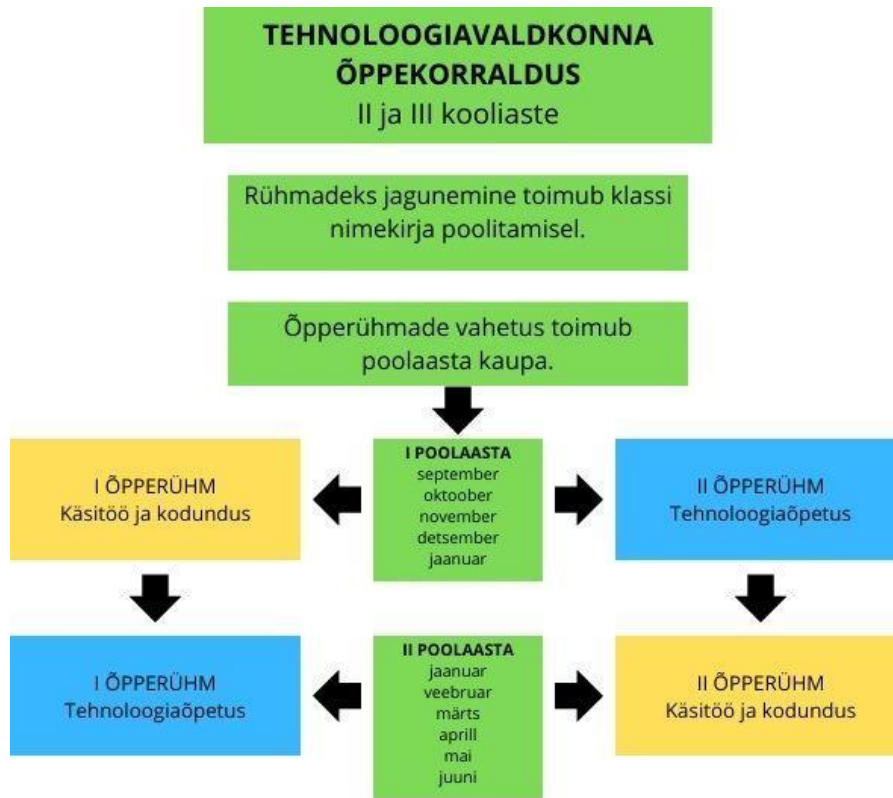 TEHNOLOOGIAVALDKONNA
ÕPPEKORRALDUS
II ja III kooliaste
Rühmadeks jagunemine toimub klassi
nimekirja poolitamisel.
Õpperühmade vahetus toimub
poolaasta kaupa.
I ÕPPERÜHM
Käsitöö ja kodundus
I POOLAASTA
september
oktoober
november
detsember
jaanuar
II ÕPPERÜHM
Tehnoloogiaõpetus
I ÕPPERÜHM
Tehnoloogiaõpetus
II POOLAASTA
jaanuar
veebruar
märts
aprill
mai
juuni
II ÕPPERÜHM
Käsitöö ja kodundus